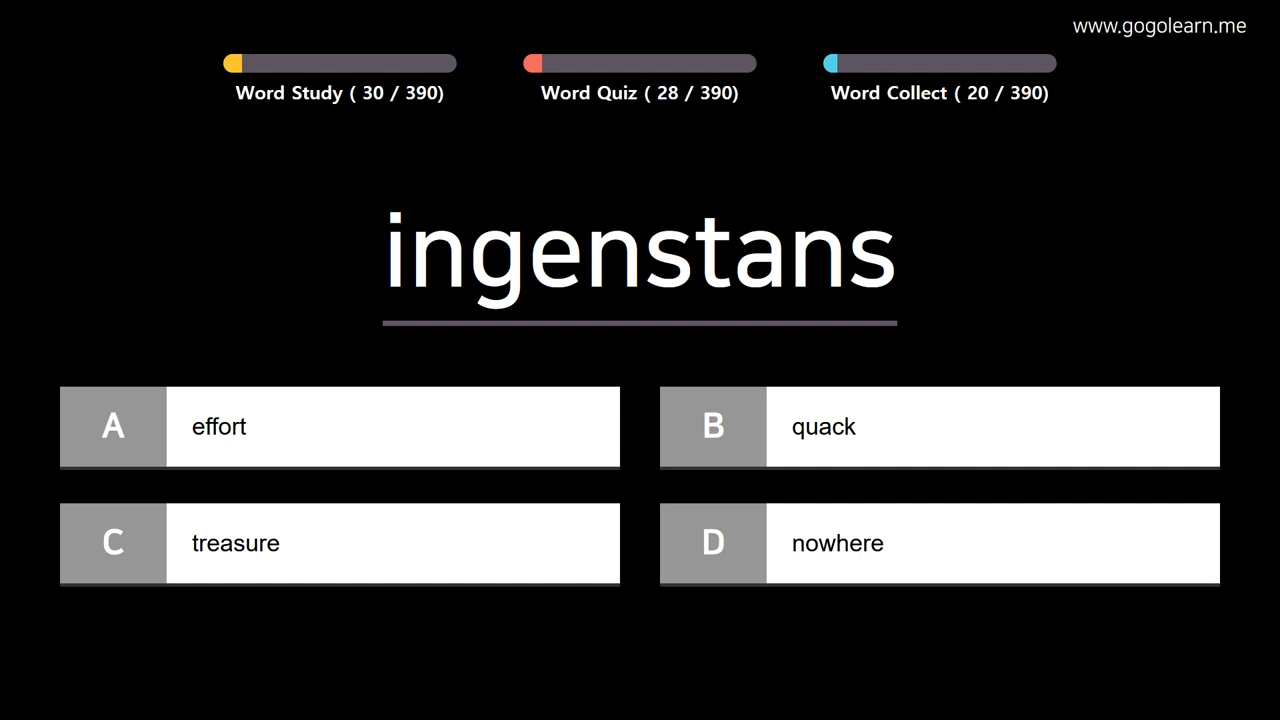 www.gogolearn.me
Word Study ( 30 / 390)
Word Quiz ( 28 / 390)
Word Collect ( 20 / 390)
ingenstans
A effort
B quack
C treasure
D nowhere